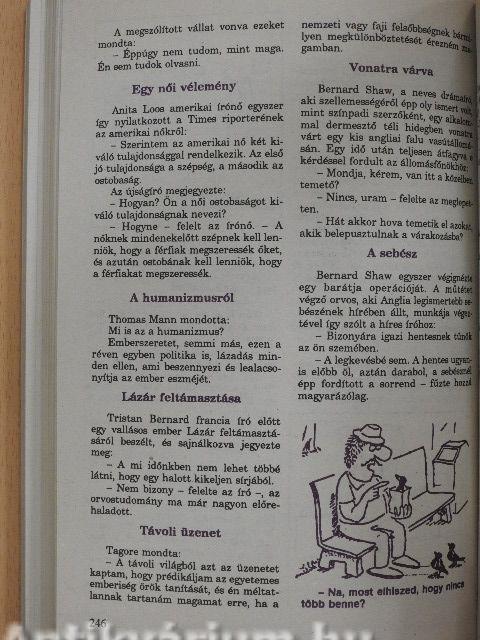 A megszólított vállat vonva ezeket
mondta:
– Éppúgy nem tudom, mint maga.
Én sem tudok olvasni.
Egy női vélemény
Anita Loos amerikai írónő egyszer
így nyilatkozott a Times riporterének
az amerikai nőkről:
– Szerintem az amerikai nő két ki-
váló tulajdonsággal rendelkezik. Az első
jó tulajdonsága a szépség, a második az
ostobaság.
Az újságíró megjegyezte:
– Hogyan? Ön a női ostobaságot ki-
váló tulajdonságnak nevezi?
– Hogyne – felelt az írónő. – A
nőknek mindenekelőtt szépnek kell len-
niök, hogy a férfiak megszeressék őket,
és azután ostobának kell lenniök, hogy
a férfiakat megszeressék.
A humanizmusról
Thomas Mann mondotta:
Mi is az a humanizmus?
Emberszeretet, semmi más, ezen a
réven egyben politika is, lázadás min-
den ellen, ami beszennyezi és lealacso-
nyítja az ember eszméjét.
Lázár feltámasztása
Tristan Bernard francia író előtt
egy vallásos ember Lázár feltámasztá-
sáról beszélt, és sajnálkozva jegyezte
meg:
– A mi időnkben nem lehet többé
látni, hogy egy halott kikeljen sírjából.
– Nem bizony – felelte az író –, az
orvostudomány ma már nagyon előre-
haladott.
Távoli üzenet
Tagore mondta:
– A távoli világból azt az üzenetet
kaptam, hogy prédikáljam az egyetemes
emberiség örök tanítását, és én méltat-
lannak tartanám magamat erre, ha a
246
nemzeti vagy faji felsőbbségnek bármi-
lyen megkülönböztetését érezném ma-
gamban.
Vonatra várva
Bernard Shaw, a neves drámaíró,
aki szellemességéről épp oly ismert volt,
mint színpadi szerzőként, egy alkalom-
mal dermesztő téli hidegben vonatra
várt egy kis angliai falu vasútállomá-
sán. Egy idő után teljesen átfagyva a
kérdéssel fordult az állomásfőnökhöz:
– Mondja, kérem, van itt a közelben
temető?
– Nincs, uram – felelte az meglepet-
ten.
– Hát akkor hova temetik el azokat,
akik belepusztulnak a várakozásba?
A sebész
Bernard Shaw egyszer végignézte
egy barátja operációját. A műtétet
végző orvos, aki Anglia legismertebb se-
bészének hírében állt, munkája végez-
tével így szólt a híres íróhoz:
– Bizonyára igazi hentesnek tűnök
az ön szemében.
– A legkevésbé sem. A hentes ugyan-
is előbb öl, aztán darabol, a sebésznél
épp fordított a sorrend – fűzte hozzá
magyarázólag.
– Na, most elhiszed, hogy nincs
több benne?
Antikvarium.hu